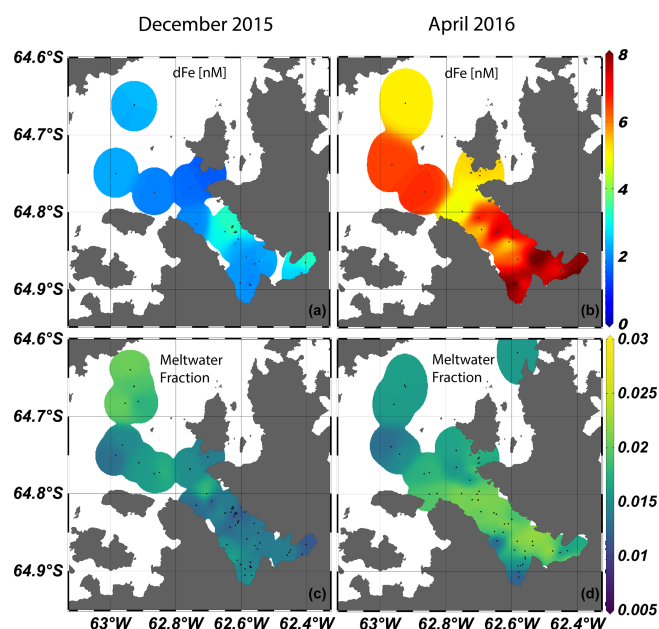 December 2015 April 2016
64.6°S dFe [nM] dFe [nM] 8
64.7°S 6
64.8°S 4
2
64.9°S (a) (b) 0
64.6°S Meltwater Meltwater 0.03
Fraction Fraction 0.025
64.7°S 0.02
64.8°S 0.015
0.01
64.9°S (c) (d) 0.005
63°W 62.8°W 62.6°W 62.4°W 63°W 62.8°W 62.6°W 62.4°W